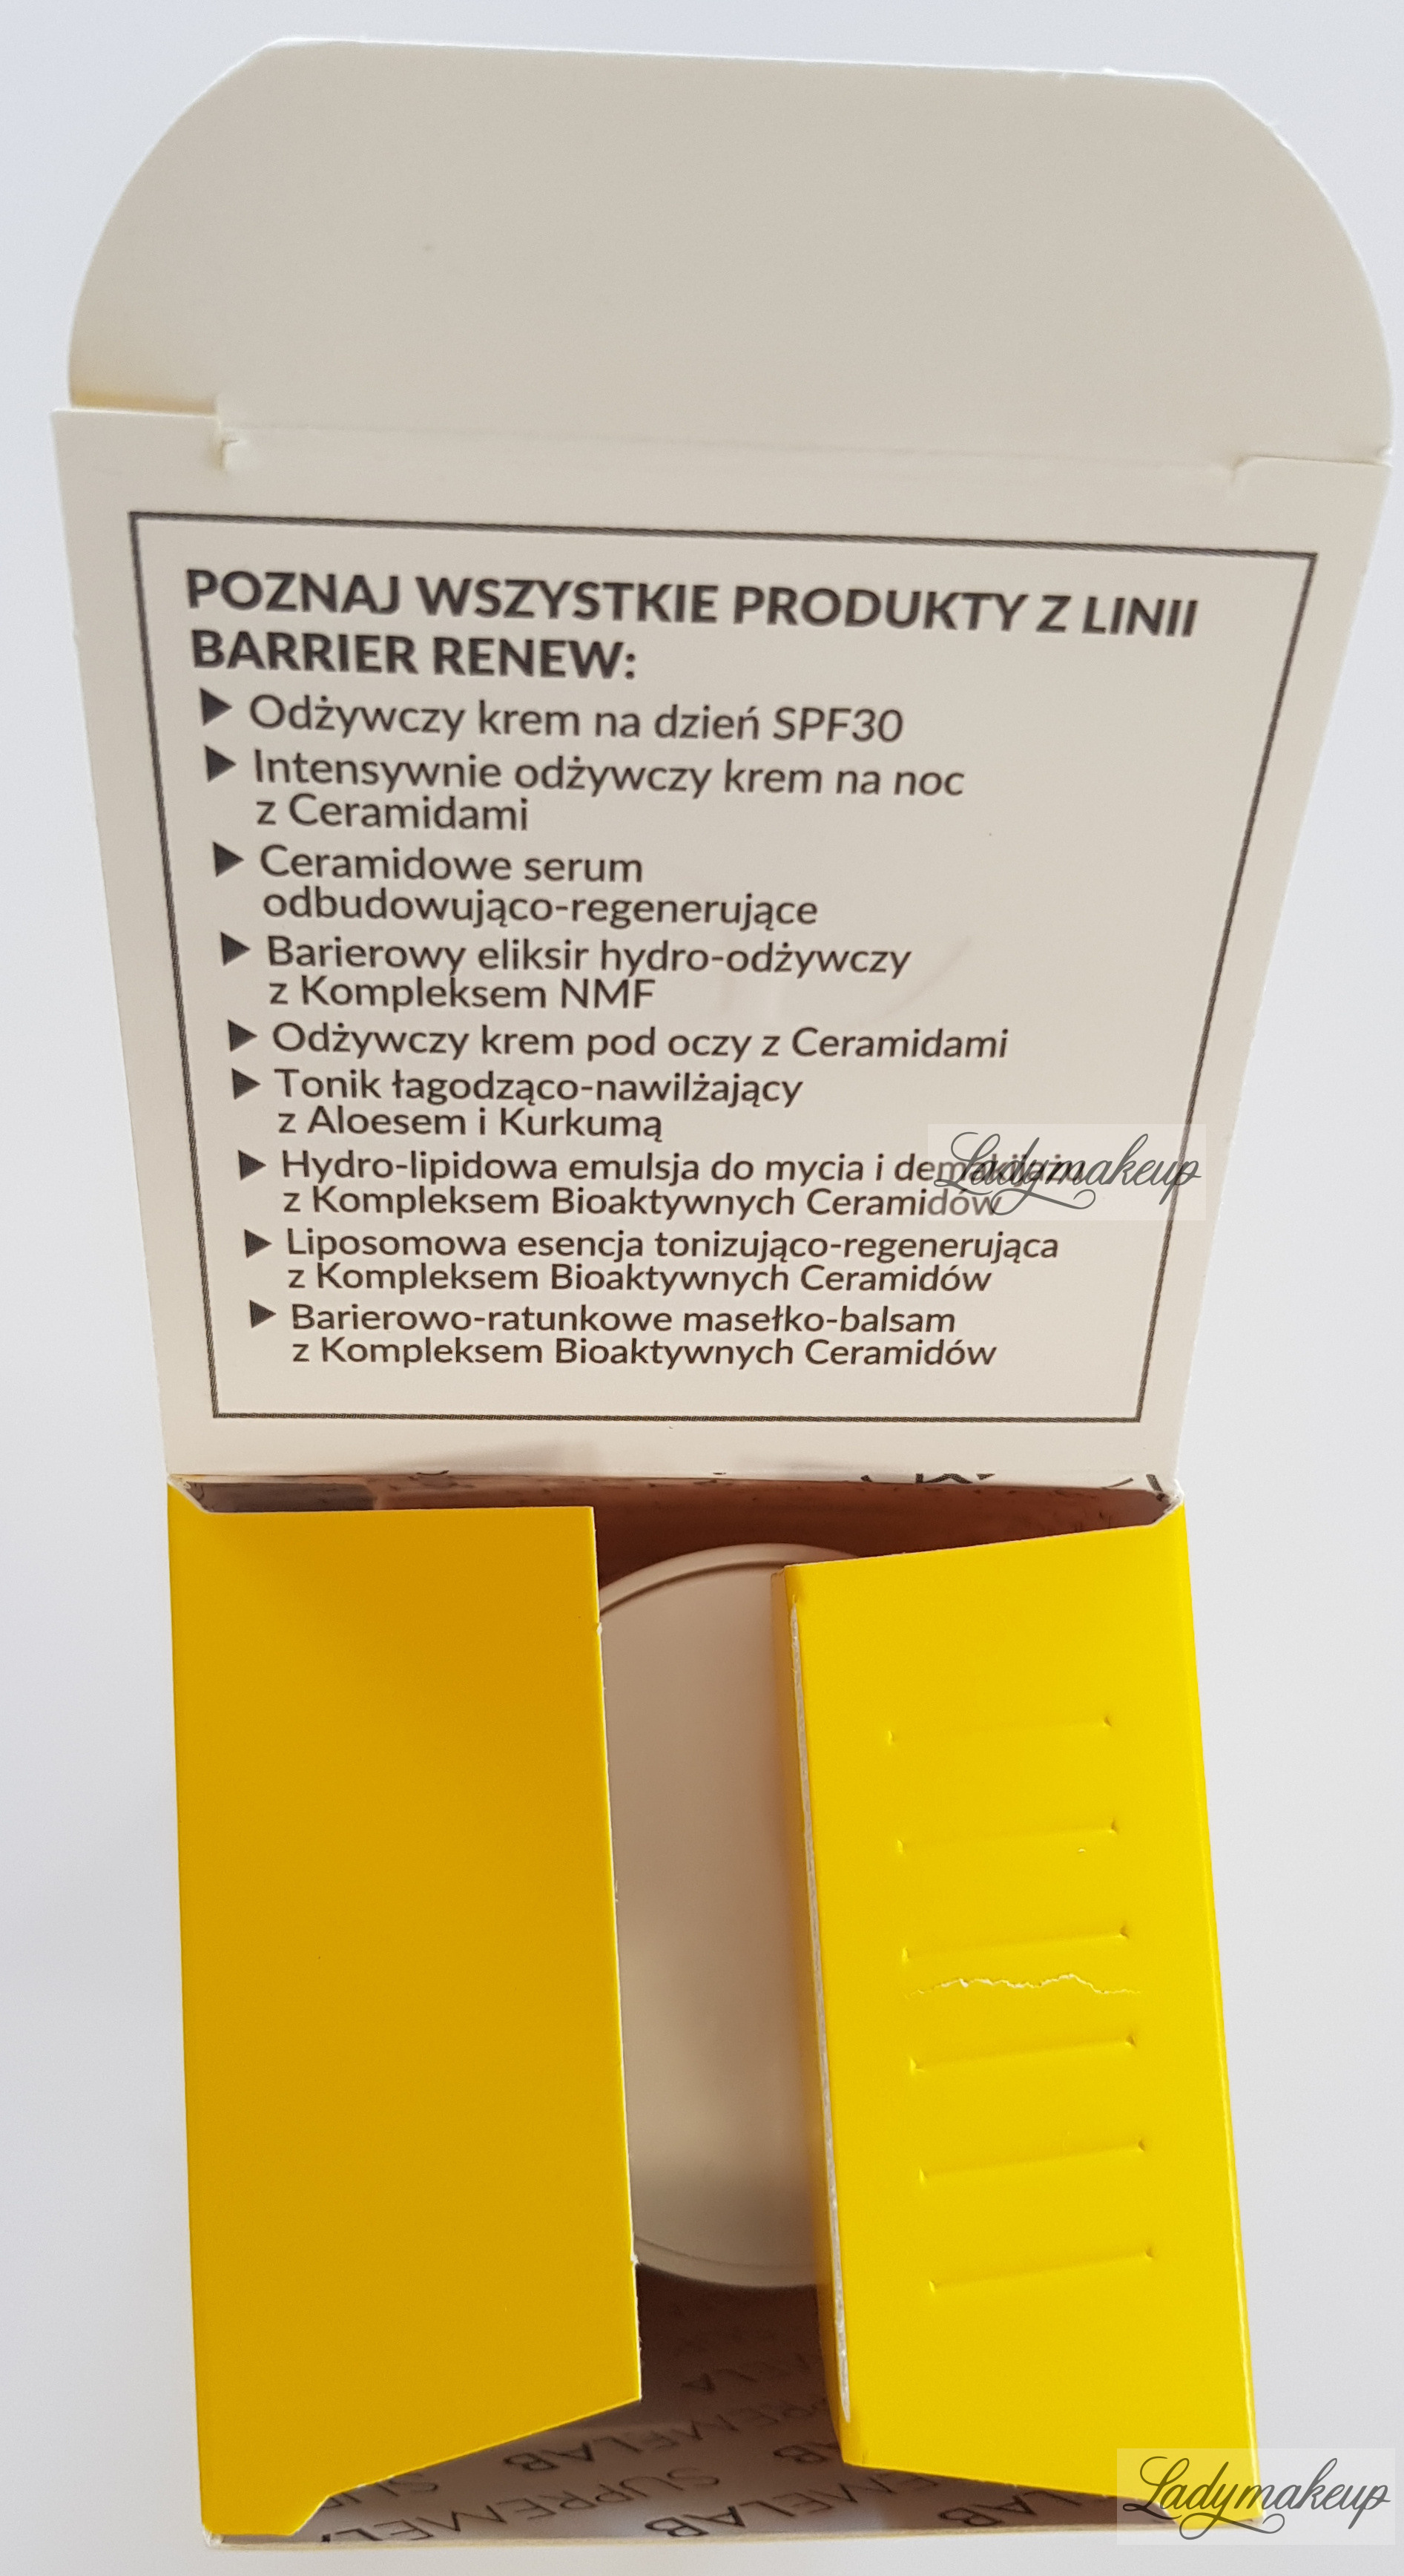 POZNAJ WSZYSTKIE PRODUKTY Z LINII
BARRIER RENEW:
▶ Odżywczy krem na dzień SPF30
▶ Intensywnie odżywczy krem na noc
z Ceramidami
▶ Ceramidowe serum
odbudowująco-regenerujące
▶ Barierowy eliksir hydro-odżywczy
z Kompleksem NMF
▶ Odżywczy krem pod oczy z Ceramidami
▶ Tonik łagodząco-nawilżający
z Aloesem i Kurkumą
▶ Hydro-lipidowa emulsja do mycia i demakijażu
z Kompleksem Bioaktywnych Ceramidów
Ladymakeup
▶ Liposomowa esencja tonizująco-regenerująca
z Kompleksem Bioaktywnych Ceramidów
▶ Barierowo-ratunkowe masełko-balsam
z Kompleksem Bioaktywnych Ceramidów
SUPREMELAB
Ladymakeup